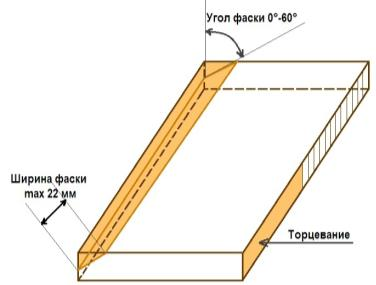 Угол фаски 0°-60°
Ширина фаски
max 22 мм
Торцевание